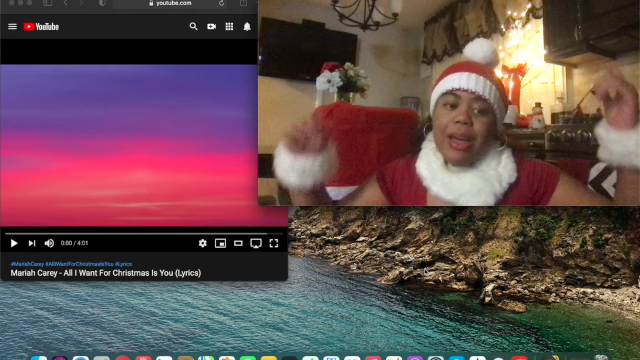 youtube.com
YouTube
0:00 / 4:01
#MariahCarey #AllIWantForChristmasIsYou #Lyrics
Mariah Carey - All I Want For Christmas Is You (Lyrics)